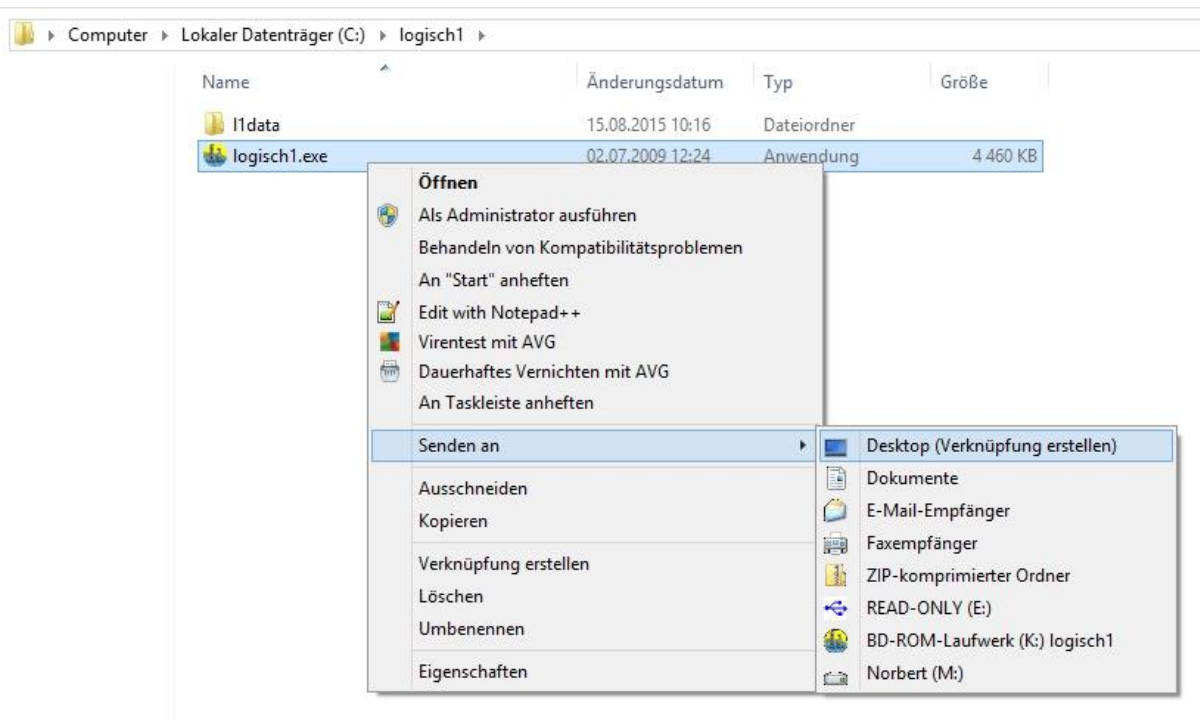 Computer Lokaler Datenträger (C:) logisch1
Name Änderungsdatum Typ Größe
l1data 15.08.2015 10:16 Dateiordner
logisch1.exe 02.07.2009 12:24 Anwendung 4 460 KB
Öffnen
Als Administrator ausführen
Behandeln von Kompatibilitätsproblemen
An "Start" anheften
Edit with Notepad++
Virentest mit AVG
Dauerhaftes Vernichten mit AVG
An Taskleiste anheften
Senden an
Ausschneiden
Kopieren
Verknüpfung erstellen
Löschen
Umbenennen
Eigenschaften
Desktop (Verknüpfung erstellen)
Dokumente
E-Mail-Empfänger
Faxempfänger
ZIP-komprimierter Ordner
READ-ONLY (E:)
BD-ROM-Laufwerk (K:) logisch1
Norbert (M:)